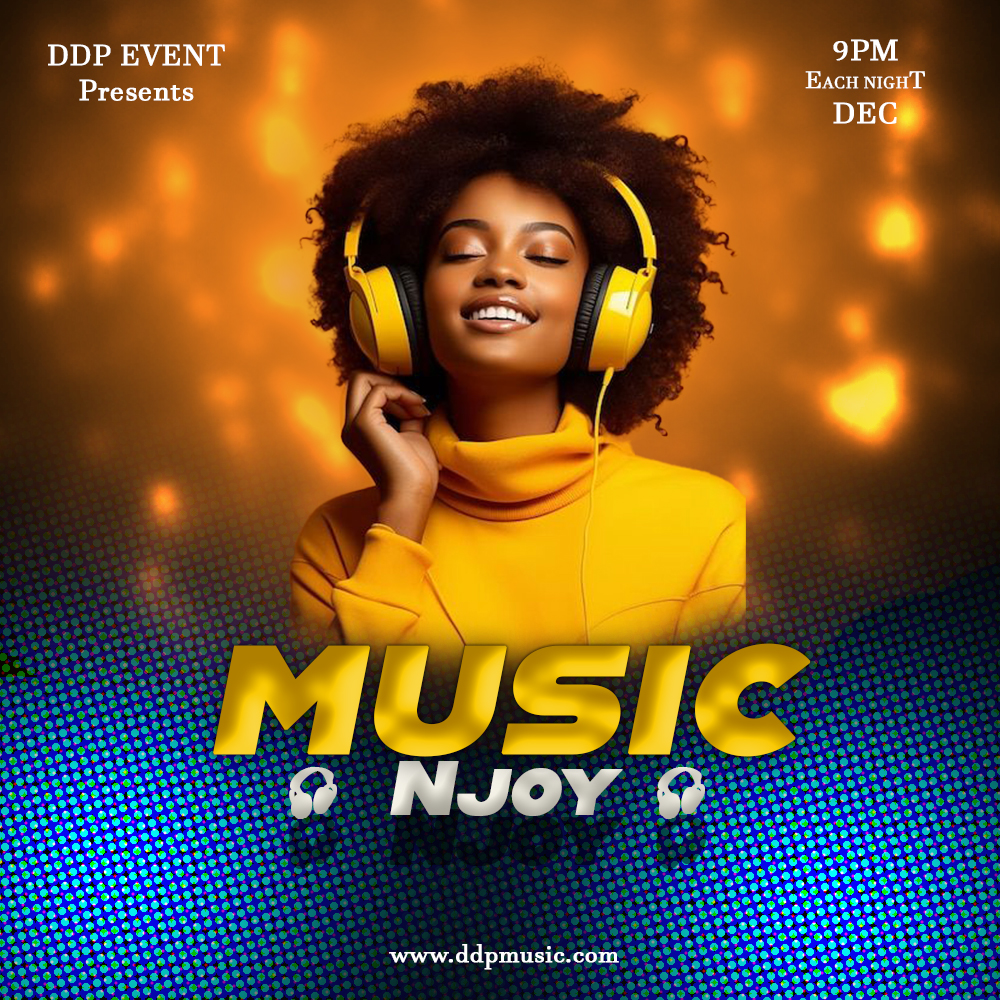 DDP EVENT
Presents
9PM
EACH NIGHT
DEC
MUSIC
NJOY
www.ddpmusic.com